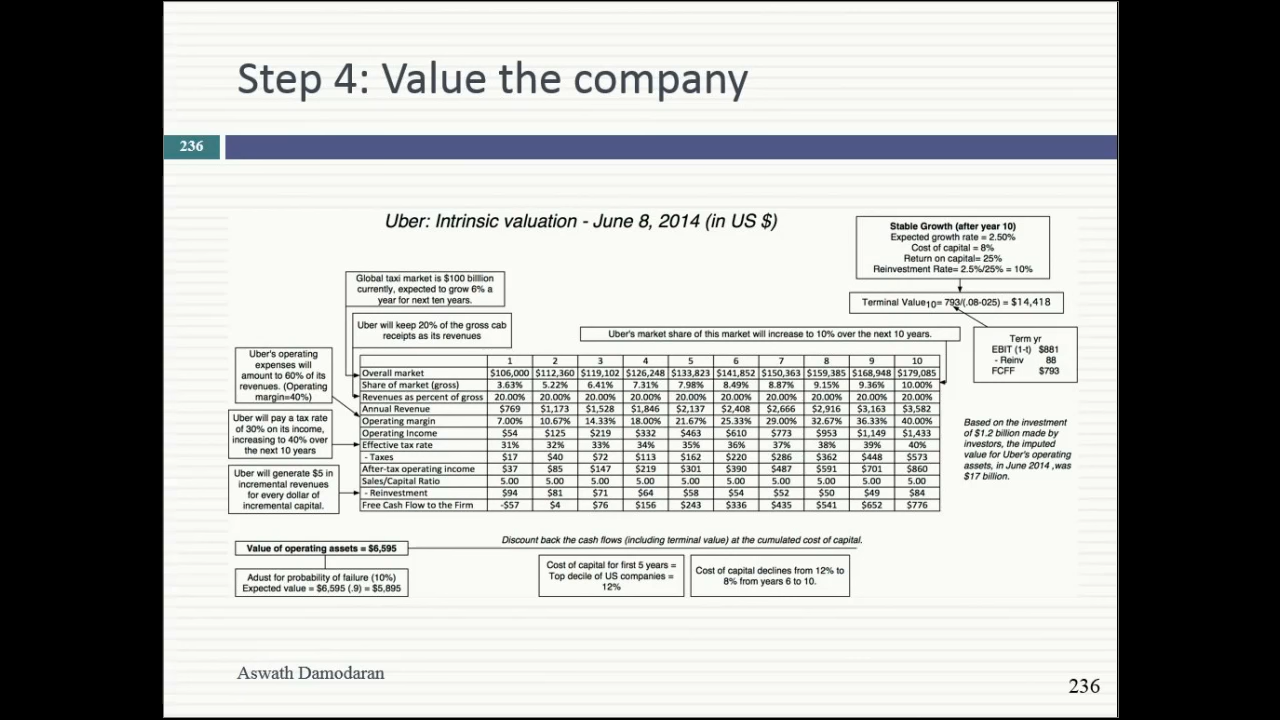 Step 4: Value the company
236
Uber: Intrinsic valuation - June 8, 2014 (in US $)
Stable Growth (after year 10)
Expected growth rate = 2.50%
Cost of capital = 8%
Return on capital= 25%
Reinvestment Rate= 2.5%/25% = 10%
Terminal Value10= 793/(.08-025) = $14,418
Term yr
EBIT (1-t) $881
- Reinv 88
FCFF $793
Global taxi market is $100 billlion
currently, expected to grow 6% a
year for next ten years.
Uber will keep 20% of the gross cab
receipts as its revenues
Uber's market share of this market will increase to 10% over the next 10 years.
Uber's operating
expenses will
amount to 60% of its
revenues. (Operating
margin=40%)
Uber will pay a tax rate
of 30% on its income,
increasing to 40% over
the next 10 years
Uber will generate $5 in
incremental revenues
for every dollar of
incremental capital.
1 2 3 4 5 6 7 8 9 10
Overall market $106,000 $112,360 $119,102 $126,248 $133,823 $141,852 $150,363 $159,385 $168,948 $179,085
Share of market (gross) 3.63% 5.22% 6.41% 7.31% 7.98% 8.49% 8.87% 9.15% 9.36% 10.00%
Revenues as percent of gross 20.00% 20.00% 20.00% 20.00% 20.00% 20.00% 20.00% 20.00% 20.00% 20.00%
Annual Revenue $769 $1,173 $1,528 $1,846 $2,137 $2,408 $2,666 $2,916 $3,163 $3,582
Operating margin 7.00% 10.67% 14.33% 18.00% 21.67% 25.33% 29.00% 32.67% 36.33% 40.00%
Operating Income $54 $125 $219 $332 $463 $610 $773 $953 $1,149 $1,433
Effective tax rate 31% 32% 33% 34% 35% 36% 37% 38% 39% 40%
- Taxes $17 $40 $72 $113 $162 $220 $286 $362 $448 $573
After-tax operating income $37 $85 $147 $219 $301 $390 $487 $591 $701 $860
Sales/Capital Ratio 5.00 5.00 5.00 5.00 5.00 5.00 5.00 5.00 5.00 5.00
- Reinvestment $94 $81 $71 $64 $58 $54 $52 $50 $49 $84
Free Cash Flow to the Firm -$57 $4 $76 $156 $243 $336 $435 $541 $652 $776
Based on the investment
of $1.2 billion made by
investors, the imputed
value for Uber's operating
assets, in June 2014 ,was
$17 billion.
Value of operating assets = $6,595
Adust for probability of failure (10%)
Expected value = $6,595 (.9) = $5,895
Discount back the cash flows (including terminal value) at the cumulated cost of capital.
Cost of capital for first 5 years =
Top decile of US companies =
12%
Cost of capital declines from 12% to
8% from years 6 to 10.
Aswath Damodaran
236